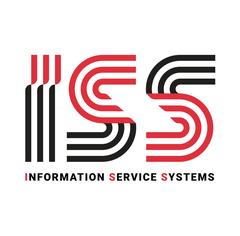 ISS
INFORMATION SERVICE SYSTEMS